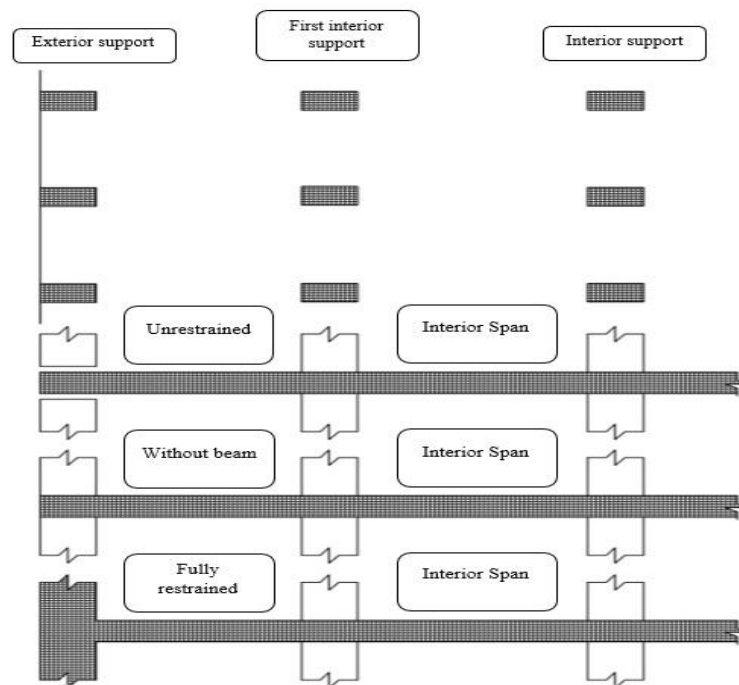 Exterior support
First interior
support
Interior support
Unrestrained
Interior Span
Without beam
Interior Span
Fully
restrained
Interior Span